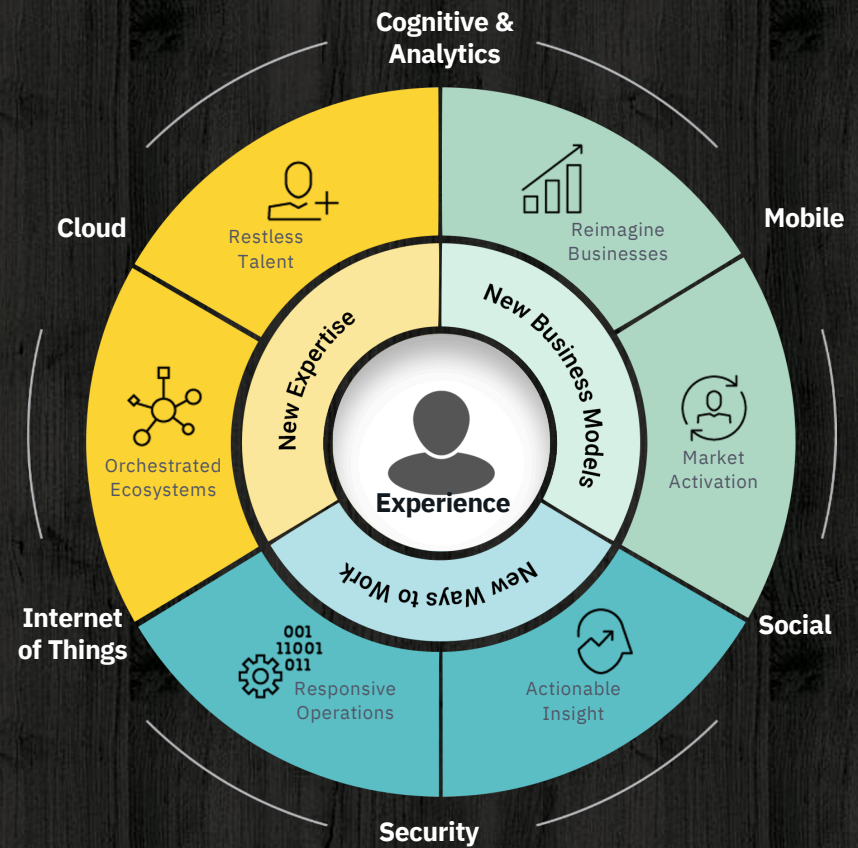 Cognitive &
Analytics
Cloud
Mobile
Restless
Talent
Reimagine
Businesses
New Expertise
New Business Models
Orchestrated
Ecosystems
Market
Activation
Experience
New Ways to Work
Internet
of Things
Social
001
11001
011
Responsive
Operations
Actionable
Insight
Security